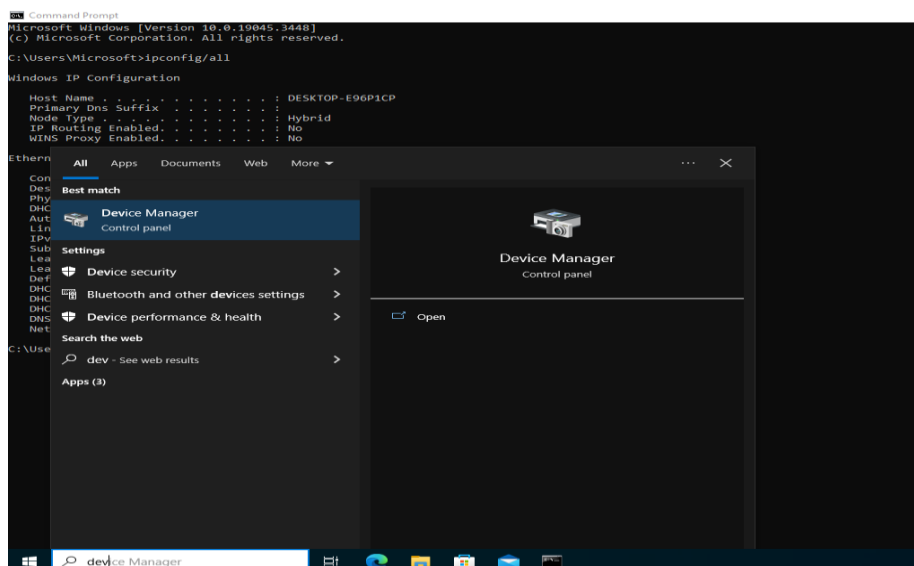 Command Prompt
Microsoft Windows [Version 10.0.19045.3448]
(c) Microsoft Corporation. All rights reserved.
C:\Users\Microsoft>ipconfig/all
Windows IP Configuration
Host Name . . . . . . . . . . . . : DESKTOP-E96P1CP
Primary Dns Suffix . . . . . . . :
Node Type . . . . . . . . . . . . : Hybrid
IP Routing Enabled. . . . . . . . : No
WINS Proxy Enabled. . . . . . . . : No
Ethern
Con
Des
Phy
DHC
Aut
Lin
IPv
Sub
Lea
Lea
Def
DHC
DHC
DHC
DNS
Net
C:\Use
All Apps Documents Web More
Best match
Device Manager
Control panel
Settings
Device security
Bluetooth and other devices settings
Device performance & health
Search the web
dev - See web results
Apps (3)
Device Manager
Control panel
Open
device Manager